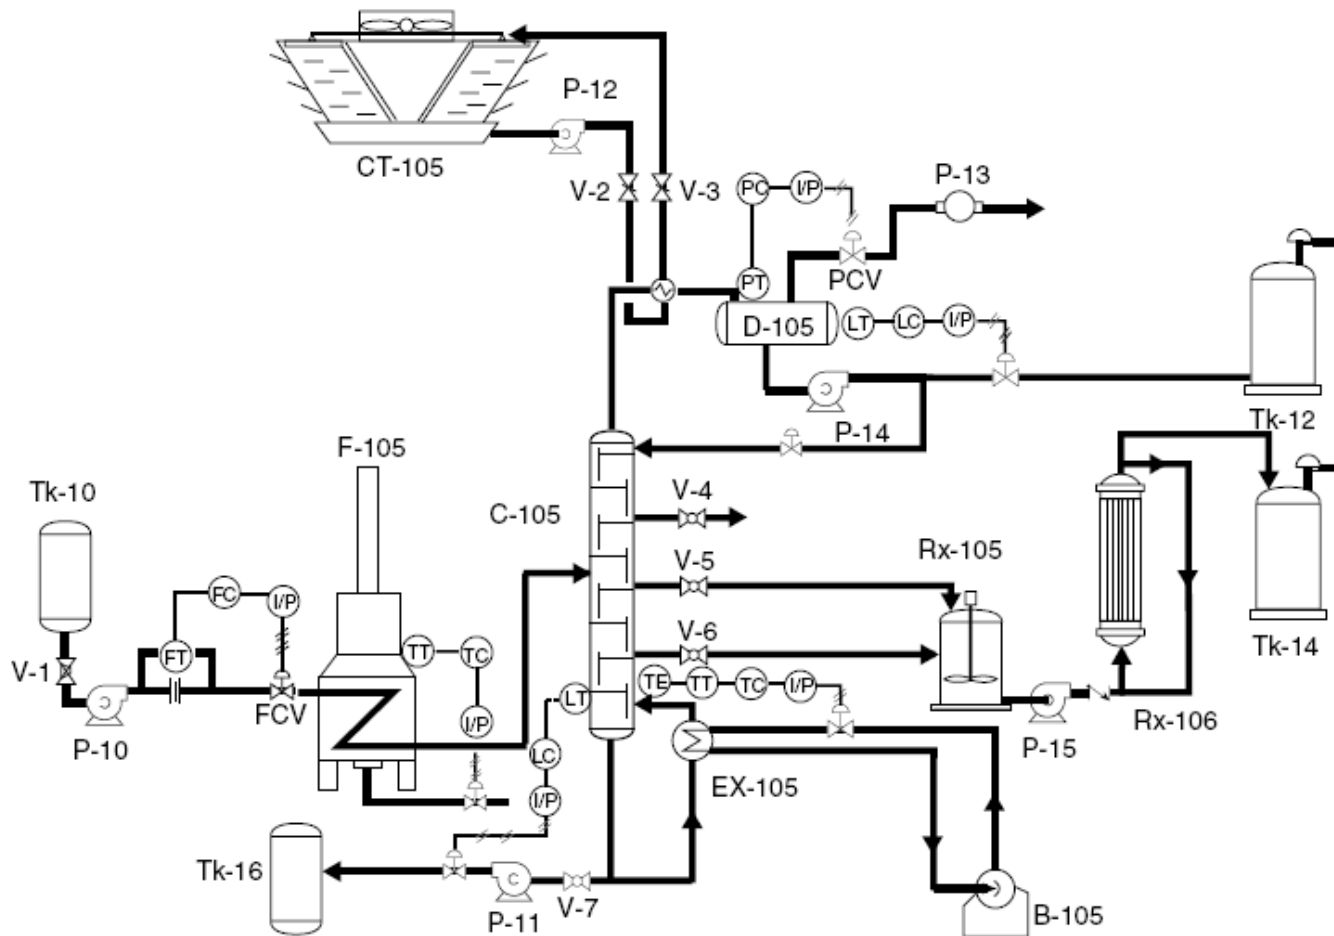 P-12
CT-105
V-2
V-3
PC
I/P
P-13
PT
PCV
D-105
LT
LC
I/P
P-14
Tk-12
F-105
Tk-10
C-105
V-4
Rx-105
V-5
V-6
Tk-14
FC
I/P
FT
TT
TC
V-1
FCV
P-10
I/P
LT
TE
TT
TC
I/P
LC
I/P
EX-105
P-15
Rx-106
Tk-16
C
P-11
V-7
B-105
C
C
C
C